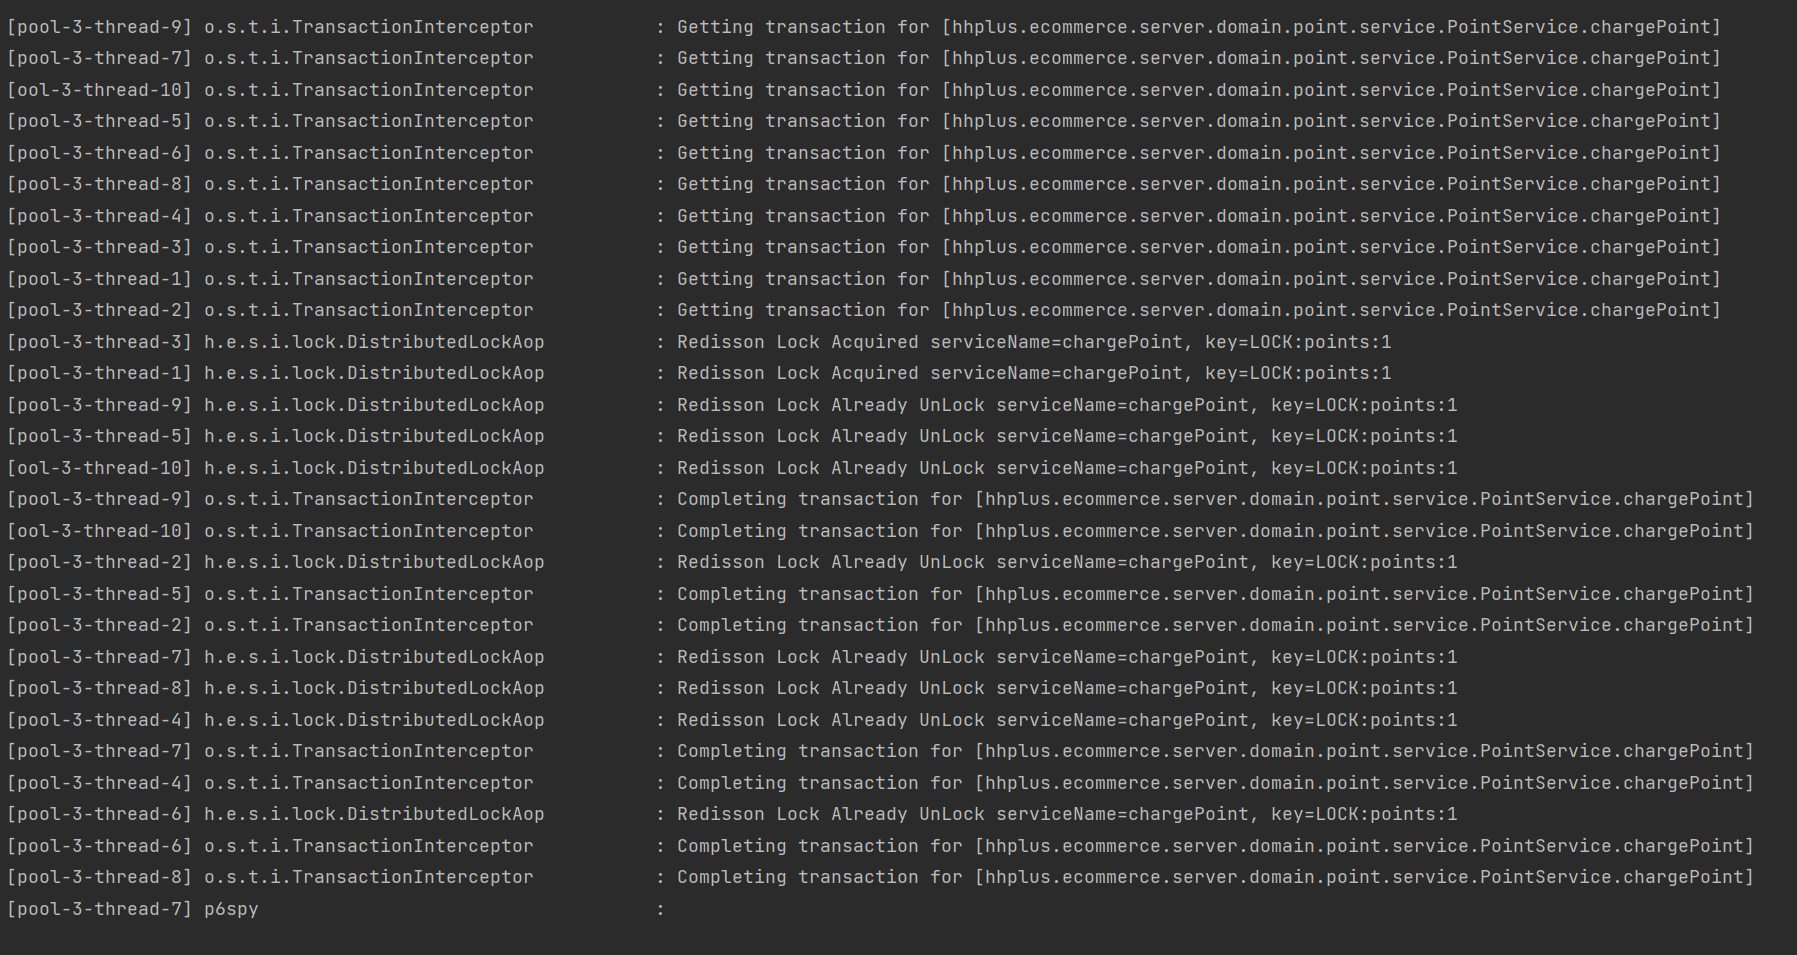 [pool-3-thread-9] o.s.t.i.TransactionInterceptor : Getting transaction for [hhplus.ecommerce.server.domain.point.service.PointService.chargePoint]
[pool-3-thread-7] o.s.t.i.TransactionInterceptor : Getting transaction for [hhplus.ecommerce.server.domain.point.service.PointService.chargePoint]
[ool-3-thread-10] o.s.t.i.TransactionInterceptor : Getting transaction for [hhplus.ecommerce.server.domain.point.service.PointService.chargePoint]
[pool-3-thread-5] o.s.t.i.TransactionInterceptor : Getting transaction for [hhplus.ecommerce.server.domain.point.service.PointService.chargePoint]
[pool-3-thread-6] o.s.t.i.TransactionInterceptor : Getting transaction for [hhplus.ecommerce.server.domain.point.service.PointService.chargePoint]
[pool-3-thread-8] o.s.t.i.TransactionInterceptor : Getting transaction for [hhplus.ecommerce.server.domain.point.service.PointService.chargePoint]
[pool-3-thread-4] o.s.t.i.TransactionInterceptor : Getting transaction for [hhplus.ecommerce.server.domain.point.service.PointService.chargePoint]
[pool-3-thread-3] o.s.t.i.TransactionInterceptor : Getting transaction for [hhplus.ecommerce.server.domain.point.service.PointService.chargePoint]
[pool-3-thread-1] o.s.t.i.TransactionInterceptor : Getting transaction for [hhplus.ecommerce.server.domain.point.service.PointService.chargePoint]
[pool-3-thread-2] o.s.t.i.TransactionInterceptor : Getting transaction for [hhplus.ecommerce.server.domain.point.service.PointService.chargePoint]
[pool-3-thread-3] h.e.s.i.lock.DistributedLockAop : Redisson Lock Acquired serviceName=chargePoint, key=LOCK:points:1
[pool-3-thread-1] h.e.s.i.lock.DistributedLockAop : Redisson Lock Acquired serviceName=chargePoint, key=LOCK:points:1
[pool-3-thread-9] h.e.s.i.lock.DistributedLockAop : Redisson Lock Already UnLock serviceName=chargePoint, key=LOCK:points:1
[pool-3-thread-5] h.e.s.i.lock.DistributedLockAop : Redisson Lock Already UnLock serviceName=chargePoint, key=LOCK:points:1
[ool-3-thread-10] h.e.s.i.lock.DistributedLockAop : Redisson Lock Already UnLock serviceName=chargePoint, key=LOCK:points:1
[pool-3-thread-9] o.s.t.i.TransactionInterceptor : Completing transaction for [hhplus.ecommerce.server.domain.point.service.PointService.chargePoint]
[ool-3-thread-10] o.s.t.i.TransactionInterceptor : Completing transaction for [hhplus.ecommerce.server.domain.point.service.PointService.chargePoint]
[pool-3-thread-2] h.e.s.i.lock.DistributedLockAop : Redisson Lock Already UnLock serviceName=chargePoint, key=LOCK:points:1
[pool-3-thread-5] o.s.t.i.TransactionInterceptor : Completing transaction for [hhplus.ecommerce.server.domain.point.service.PointService.chargePoint]
[pool-3-thread-2] o.s.t.i.TransactionInterceptor : Completing transaction for [hhplus.ecommerce.server.domain.point.service.PointService.chargePoint]
[pool-3-thread-7] h.e.s.i.lock.DistributedLockAop : Redisson Lock Already UnLock serviceName=chargePoint, key=LOCK:points:1
[pool-3-thread-8] h.e.s.i.lock.DistributedLockAop : Redisson Lock Already UnLock serviceName=chargePoint, key=LOCK:points:1
[pool-3-thread-4] h.e.s.i.lock.DistributedLockAop : Redisson Lock Already UnLock serviceName=chargePoint, key=LOCK:points:1
[pool-3-thread-7] o.s.t.i.TransactionInterceptor : Completing transaction for [hhplus.ecommerce.server.domain.point.service.PointService.chargePoint]
[pool-3-thread-4] o.s.t.i.TransactionInterceptor : Completing transaction for [hhplus.ecommerce.server.domain.point.service.PointService.chargePoint]
[pool-3-thread-6] h.e.s.i.lock.DistributedLockAop : Redisson Lock Already UnLock serviceName=chargePoint, key=LOCK:points:1
[pool-3-thread-6] o.s.t.i.TransactionInterceptor : Completing transaction for [hhplus.ecommerce.server.domain.point.service.PointService.chargePoint]
[pool-3-thread-8] o.s.t.i.TransactionInterceptor : Completing transaction for [hhplus.ecommerce.server.domain.point.service.PointService.chargePoint]
[pool-3-thread-7] p6spy :